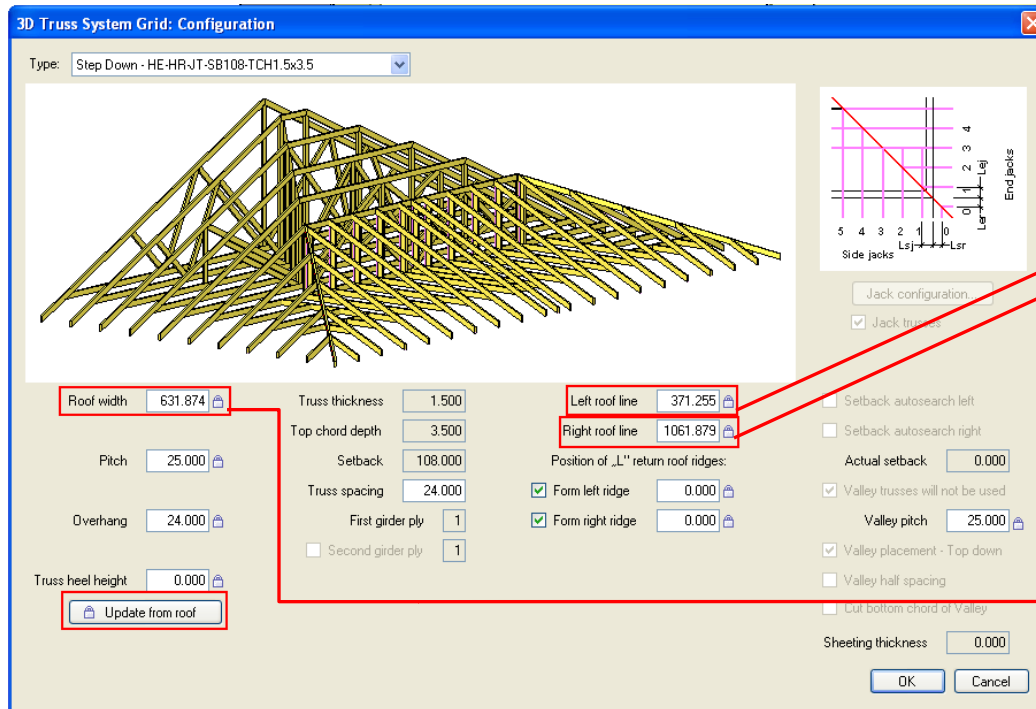 3D Truss System Grid: Configuration
Type: Step Down - HE-HR-JT-SB108-TCH1.5x3.5
4
3
2
1
0
Lej
Ler
End jacks
5 4 3 2 1 0
Lsj Lsr
Side jacks
Jack configuration...
Jack trusses
Roof width 631.874
Pitch 25.000
Overhang 24.000
Truss heel height 0.000
Update from roof
Truss thickness 1.500
Top chord depth 3.500
Setback 108.000
Truss spacing 24.000
First girder ply 1
Second girder ply 1
Left roof line 371.255
Right roof line 1061.879
Position of „L" return roof ridges:
Form left ridge 0.000
Form right ridge 0.000
Setback autosearch left
Setback autosearch right
Actual setback 0.000
Valley trusses will not be used
Valley pitch 25.000
Valley placement - Top down
Valley half spacing
Cut bottom chord of Valley
Sheeting thickness 0.000
OK Cancel